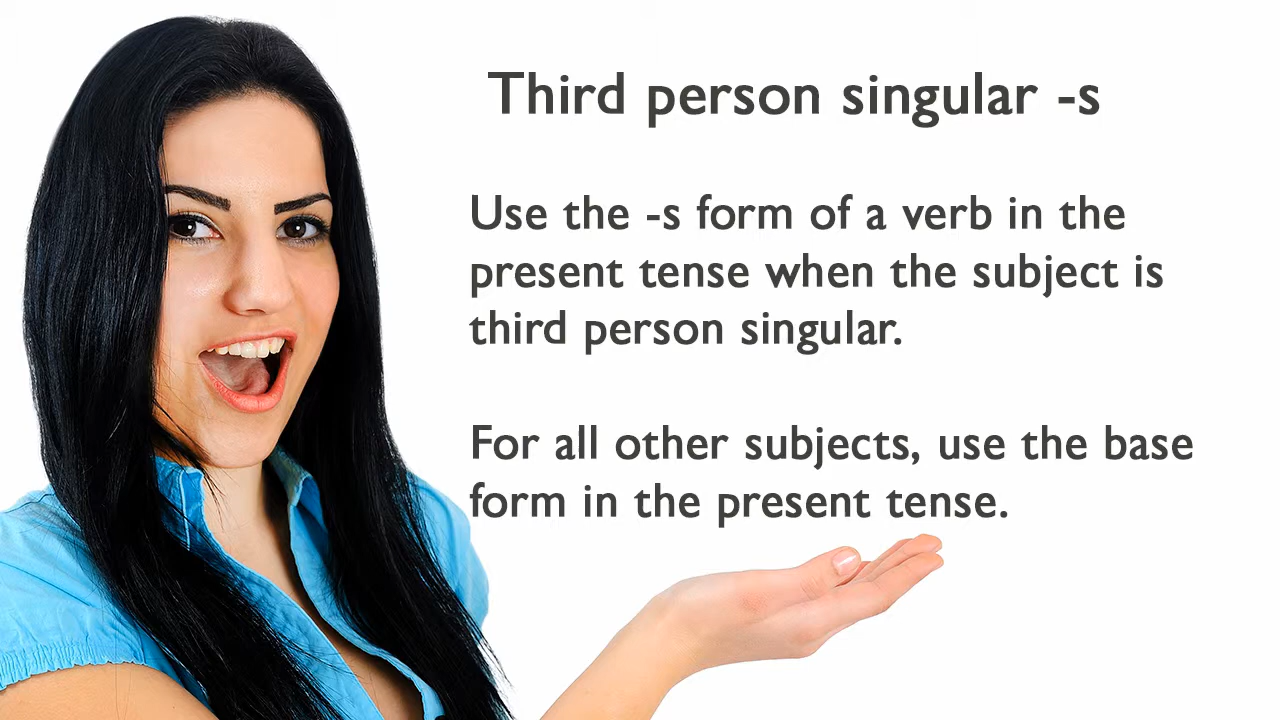 Third person singular -s
Use the -s form of a verb in the
present tense when the subject is
third person singular.
For all other subjects, use the base
form in the present tense.